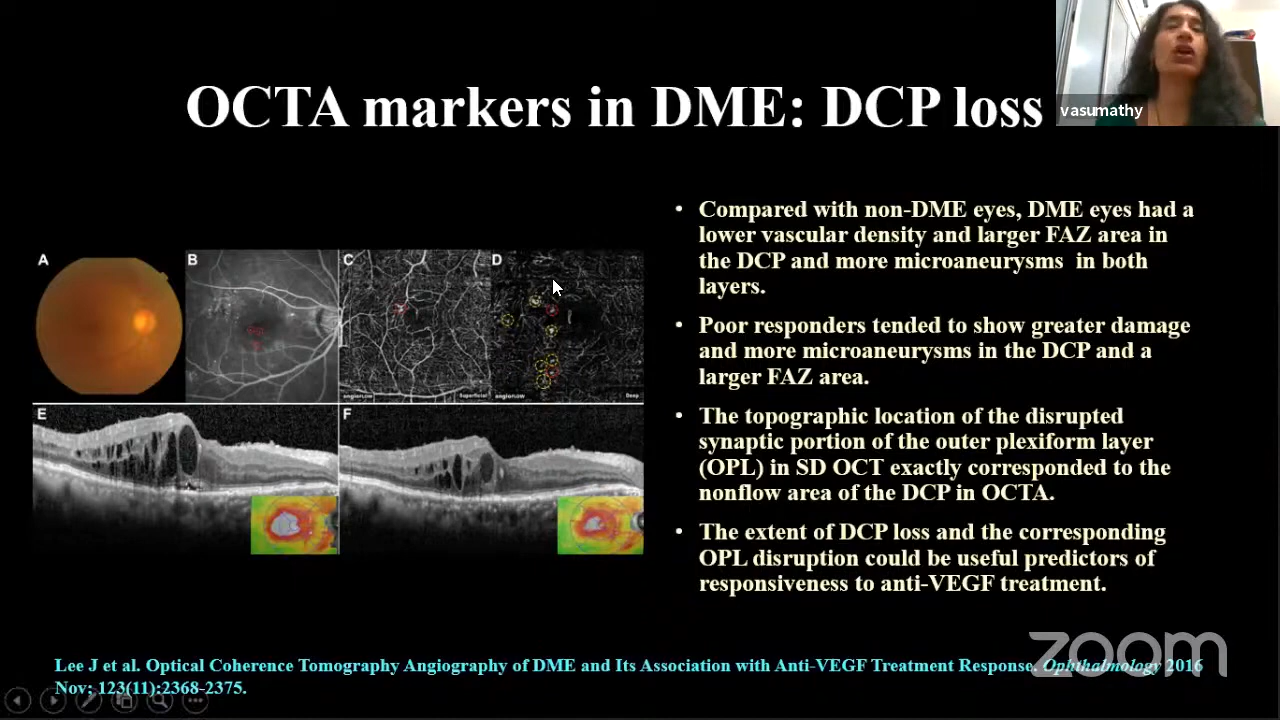 vasumathy
OCTA markers in DME: DCP loss
• Compared with non-DME eyes, DME eyes had a
lower vascular density and larger FAZ area in
the DCP and more microaneurysms in both
layers.
• Poor responders tended to show greater damage
and more microaneurysms in the DCP and a
larger FAZ area.
• The topographic location of the disrupted
synaptic portion of the outer plexiform layer
(OPL) in SD OCT exactly corresponded to the
nonflow area of the DCP in OCTA.
• The extent of DCP loss and the corresponding
OPL disruption could be useful predictors of
responsiveness to anti-VEGF treatment.
A
B
C
D
angioFlow
Superficial
angioFlow
Deep
E
F
zoom
Lee J et al. Optical Coherence Tomography Angiography of DME and Its Association with Anti-VEGF Treatment Response. Ophthalmology 2016
Nov; 123(11):2368-2375.